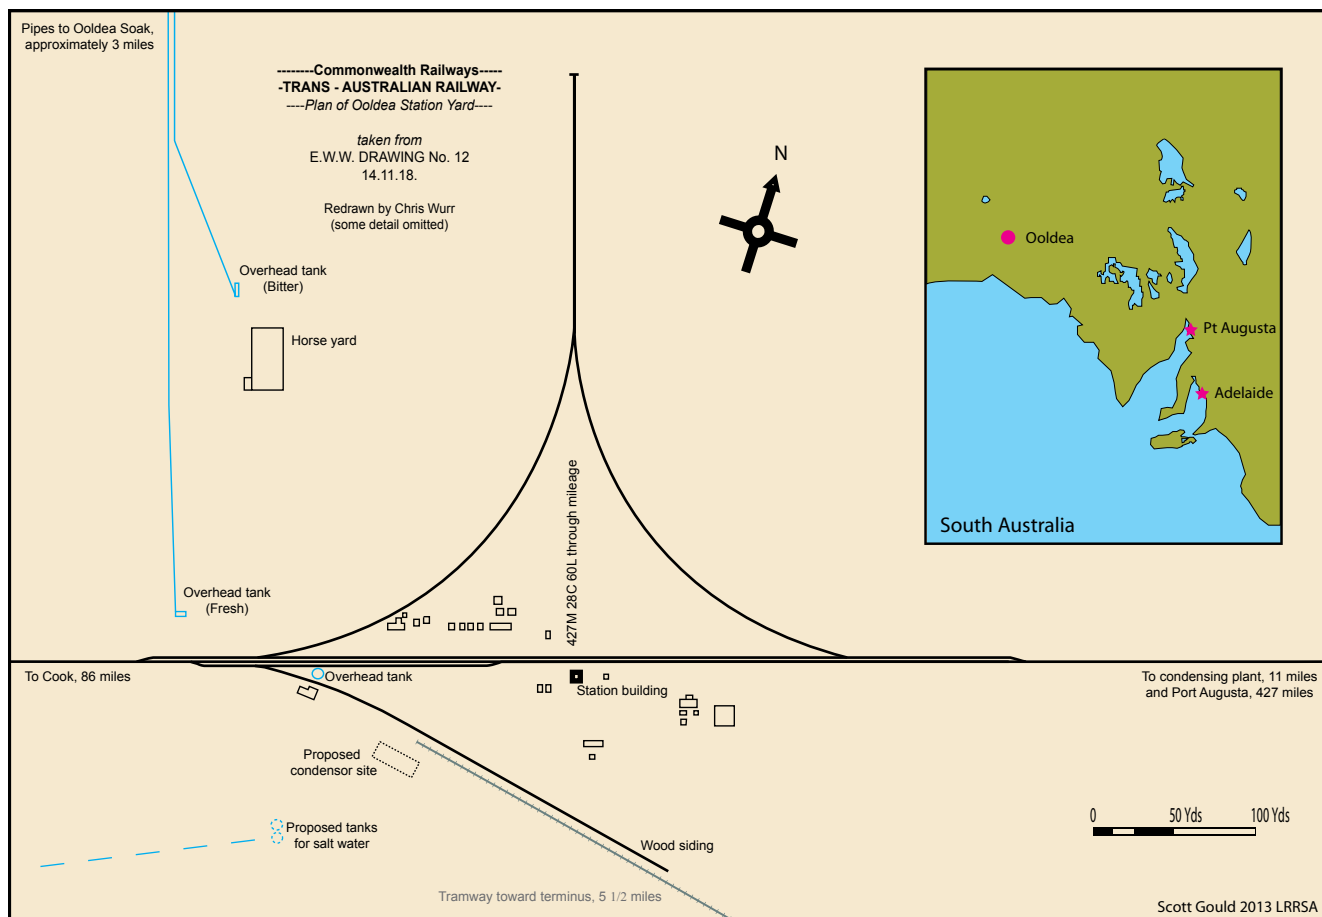 Pipes to Ooldea Soak,
approximately 3 miles
--------Commonwealth Railways-----
-TRANS - AUSTRALIAN RAILWAY-
----Plan of Ooldea Station Yard----
taken from
E.W.W. DRAWING No. 12
14.11.18.
Redrawn by Chris Wurr
(some detail omitted)
N
Overhead tank
(Bitter)
Horse yard
Ooldea
Pt Augusta
Adelaide
South Australia
427M 28C 60L through mileage
Overhead tank
(Fresh)
To Cook, 86 miles
Overhead tank
Station building
To condensing plant, 11 miles
and Port Augusta, 427 miles
Proposed
condensor site
Proposed tanks
for salt water
Wood siding
0 50 Yds 100 Yds
Tramway toward terminus, 5 1/2 miles
Scott Gould 2013 LRRSA